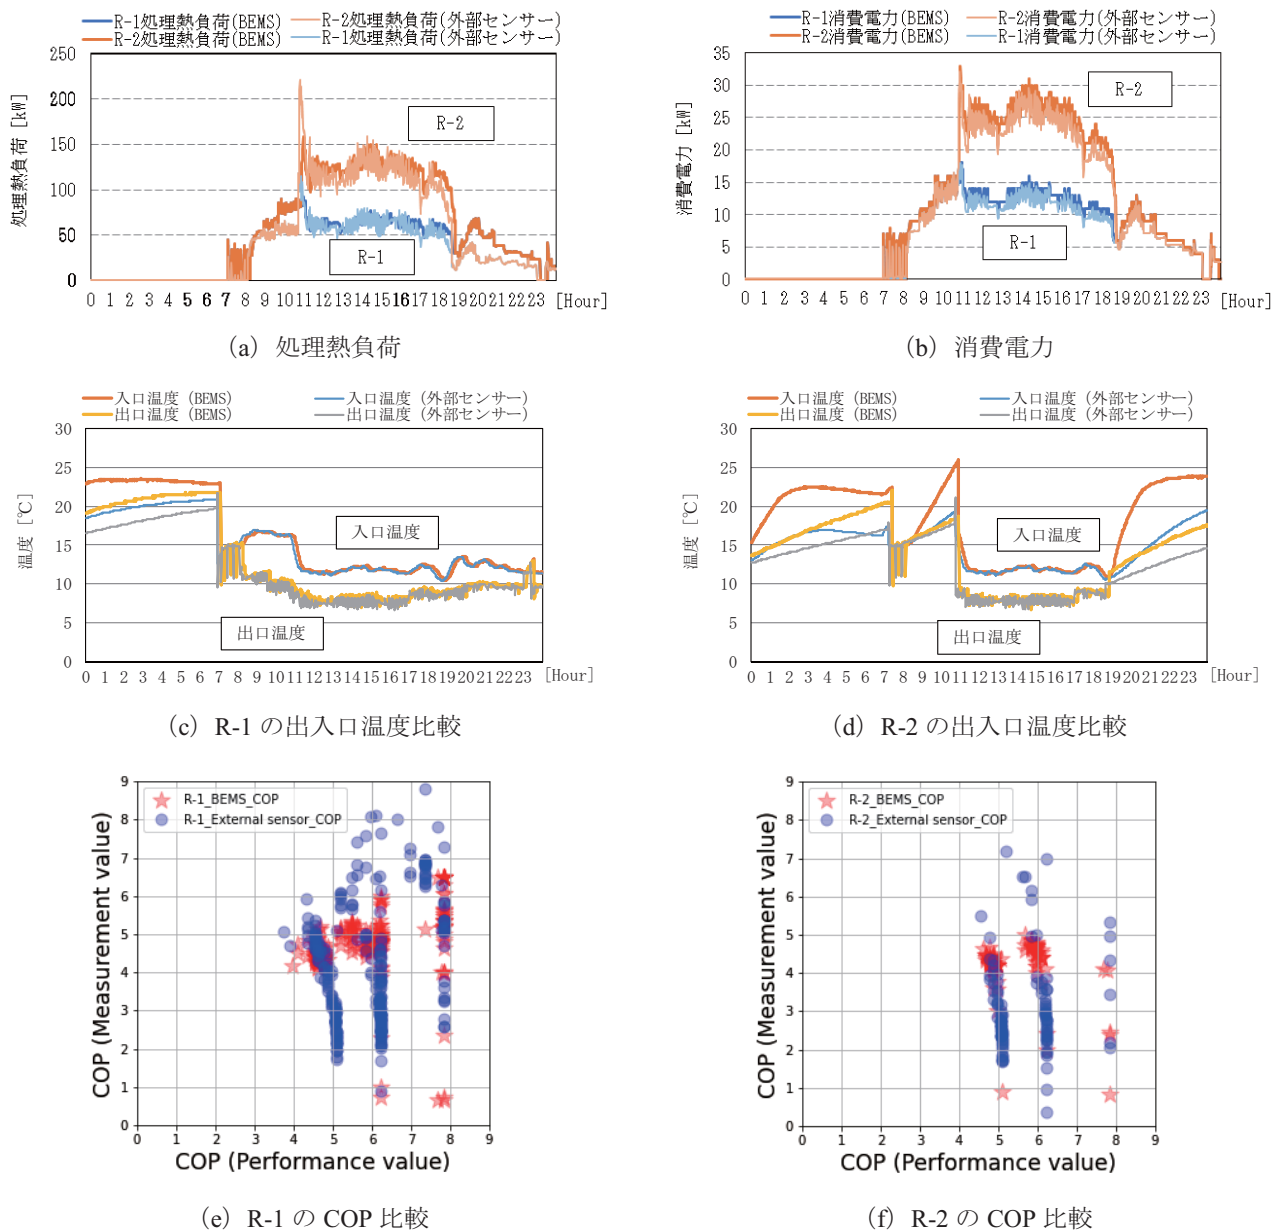 R-1処理熱負荷(BEMS) R-2処理熱負荷(外部センサー)
R-2処理熱負荷(BEMS) R-1処理熱負荷(外部センサー)
250
200
150
100
50
0
処理熱負荷 [kW]
R-2
R-1
0 1 2 3 4 5 6 7 8 9 10 11 12 13 14 15 16 17 18 19 20 21 22 23 [Hour]
(a) 処理熱負荷
R-1消費電力(BEMS) R-2消費電力(外部センサー)
R-2消費電力(BEMS) R-1消費電力(外部センサー)
35
30
25
20
15
10
5
0
消費電力 [kW]
R-2
R-1
0 1 2 3 4 5 6 7 8 9 10 11 12 13 14 15 16 17 18 19 20 21 22 23 [Hour]
(b) 消費電力
入口温度 (BEMS) 入口温度 (外部センサー)
出口温度 (BEMS) 出口温度 (外部センサー)
30
25
20
15
10
5
0
温度 [℃]
入口温度
出口温度
0 1 2 3 4 5 6 7 8 9 10 11 12 13 14 15 16 17 18 19 20 21 22 23 [Hour]
(c) R-1 の出入口温度比較
入口温度 (BEMS) 入口温度 (外部センサー)
出口温度 (BEMS) 出口温度 (外部センサー)
30
25
20
15
10
5
0
温度 [℃]
入口温度
出口温度
0 1 2 3 4 5 6 7 8 9 10 11 12 13 14 15 16 17 18 19 20 21 22 23 [Hour]
(d) R-2 の出入口温度比較
R-1_BEMS_COP
R-1_External sensor_COP
9
8
7
6
5
4
3
2
1
0
COP (Measurement value)
0 1 2 3 4 5 6 7 8 9
COP (Performance value)
(e) R-1 の COP 比較
R-2_BEMS_COP
R-2_External sensor_COP
9
8
7
6
5
4
3
2
1
0
COP (Measurement value)
0 1 2 3 4 5 6 7 8 9
COP (Performance value)
(f) R-2 の COP 比較